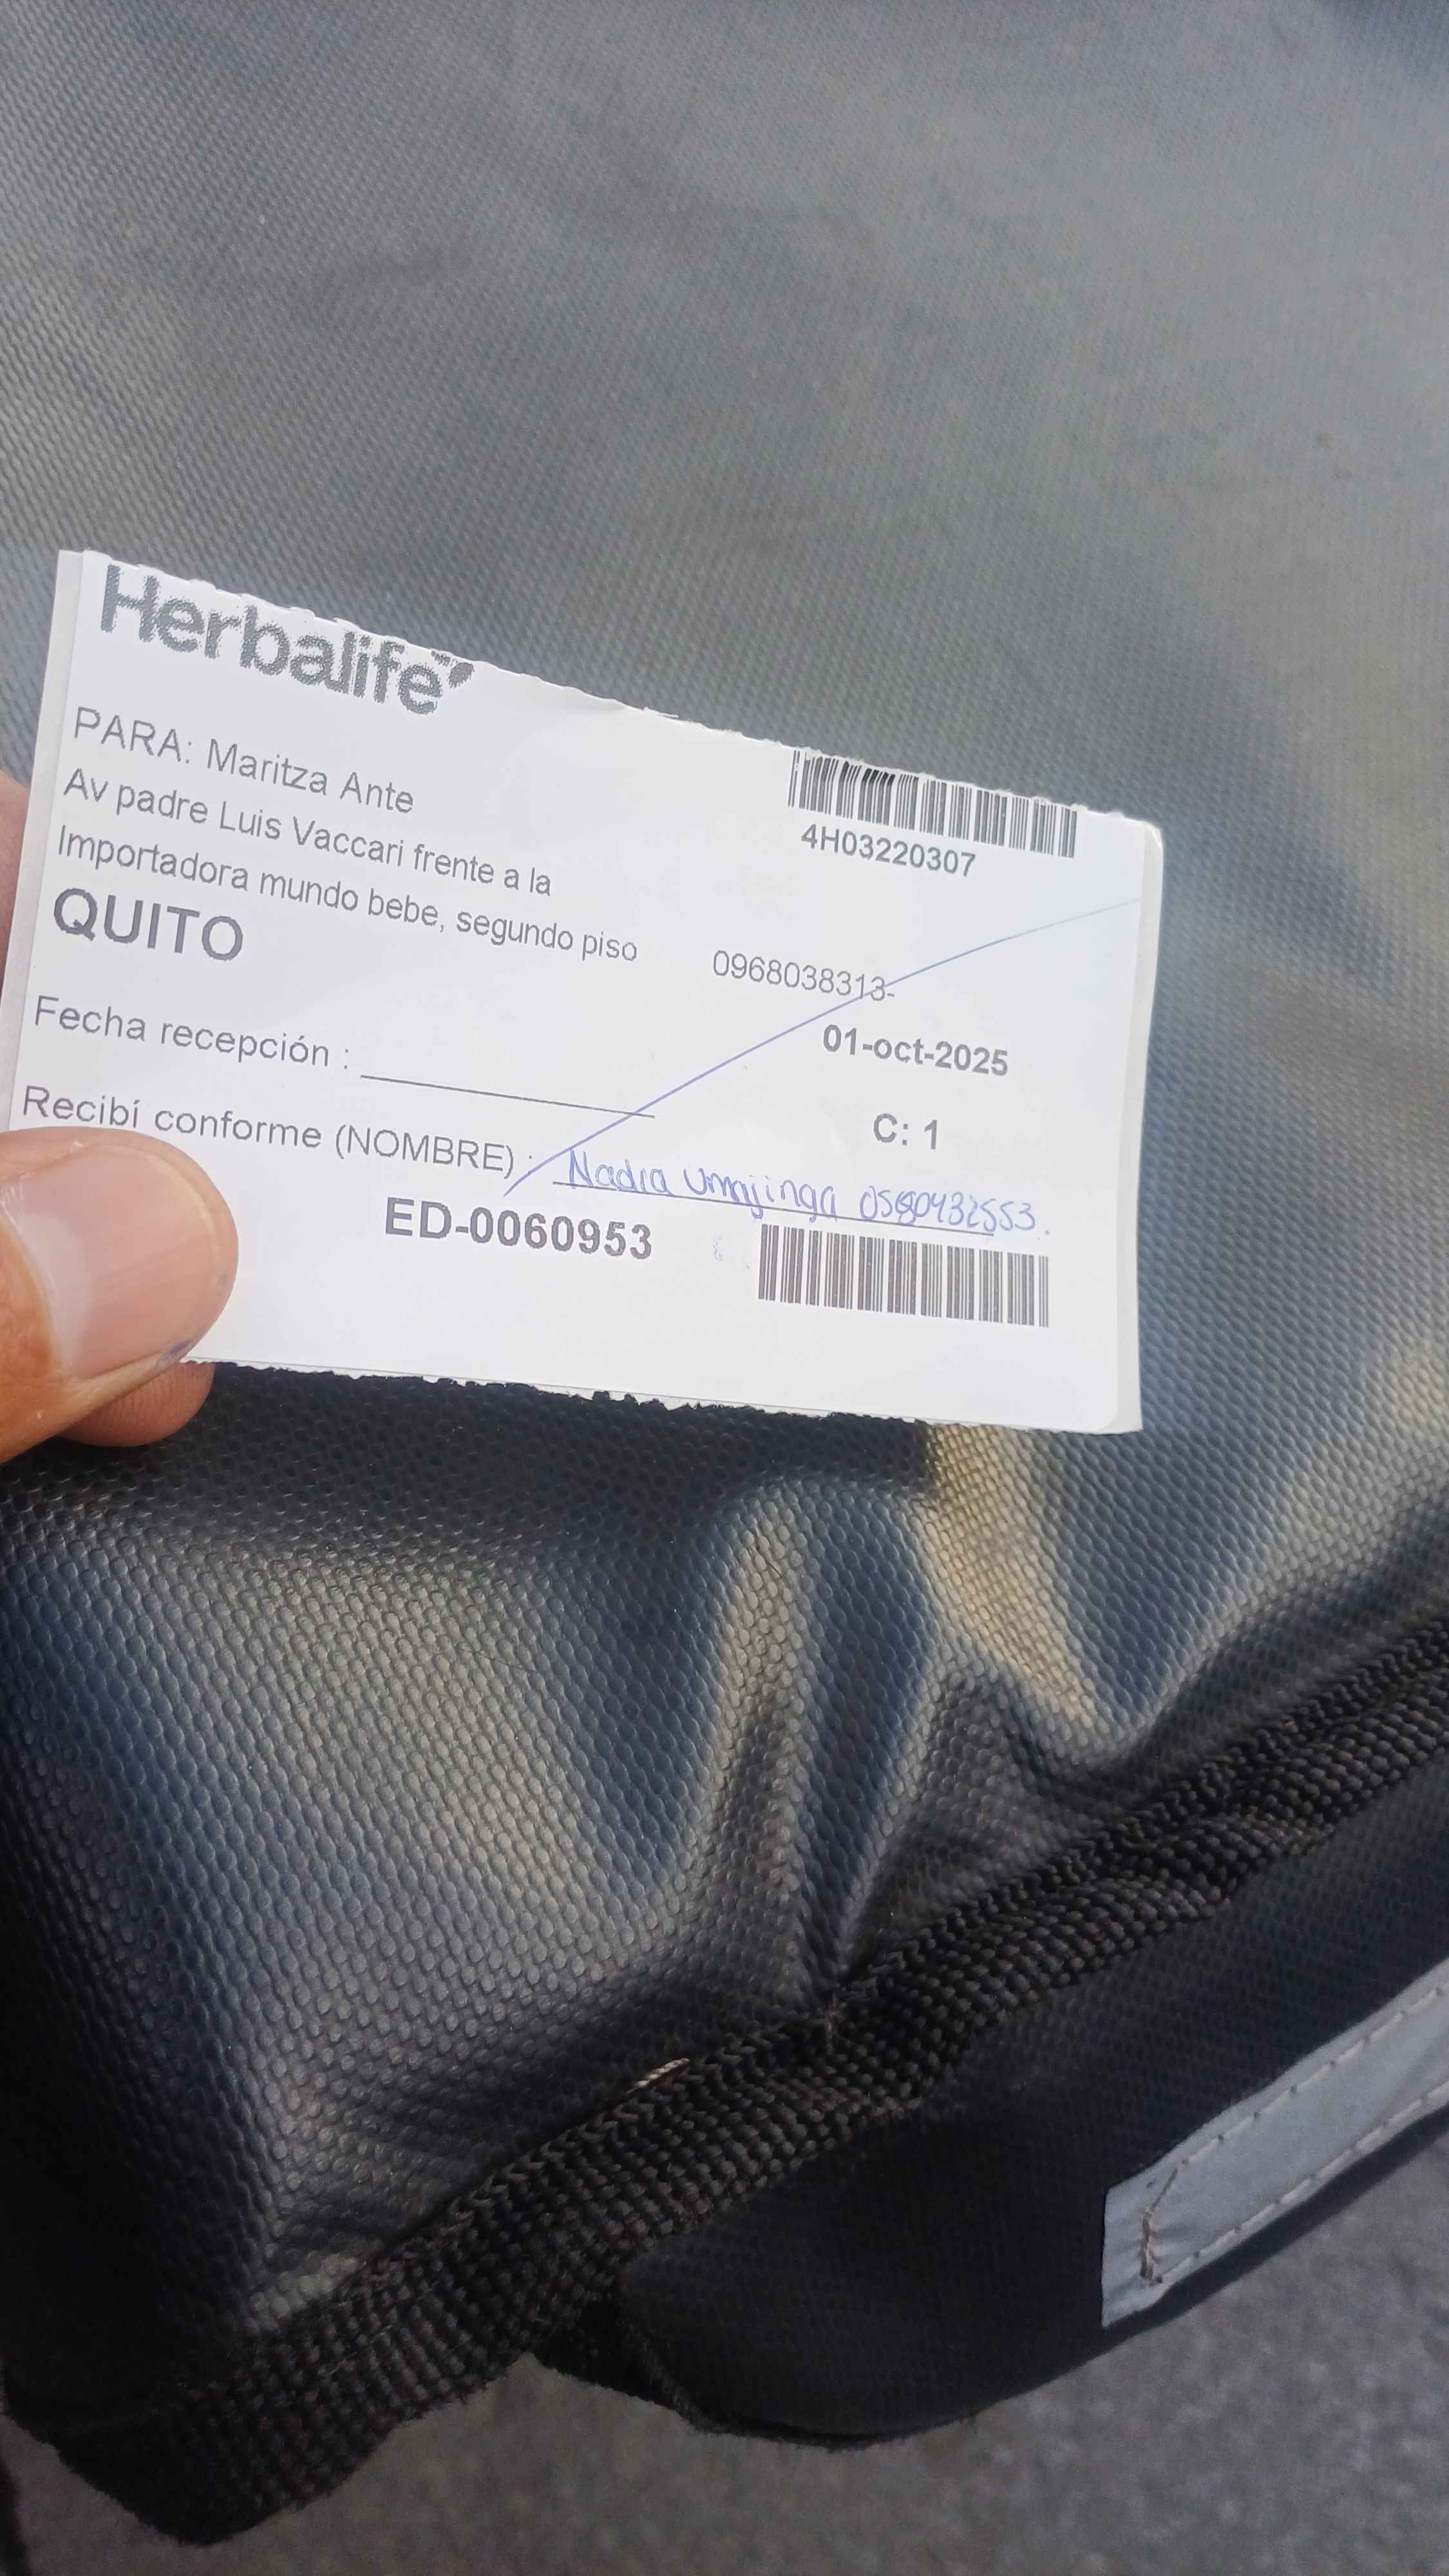 Herbalife
PARA: Maritza Ante
Av padre Luis Vaccari frente a la
Importadora mundo bebe, segundo piso
QUITO
4H03220307
0968038313-
01-oct-2025
Fecha recepción :
C: 1
Recibí conforme (NOMBRE) : Nadia Umajinga
ED-0060953